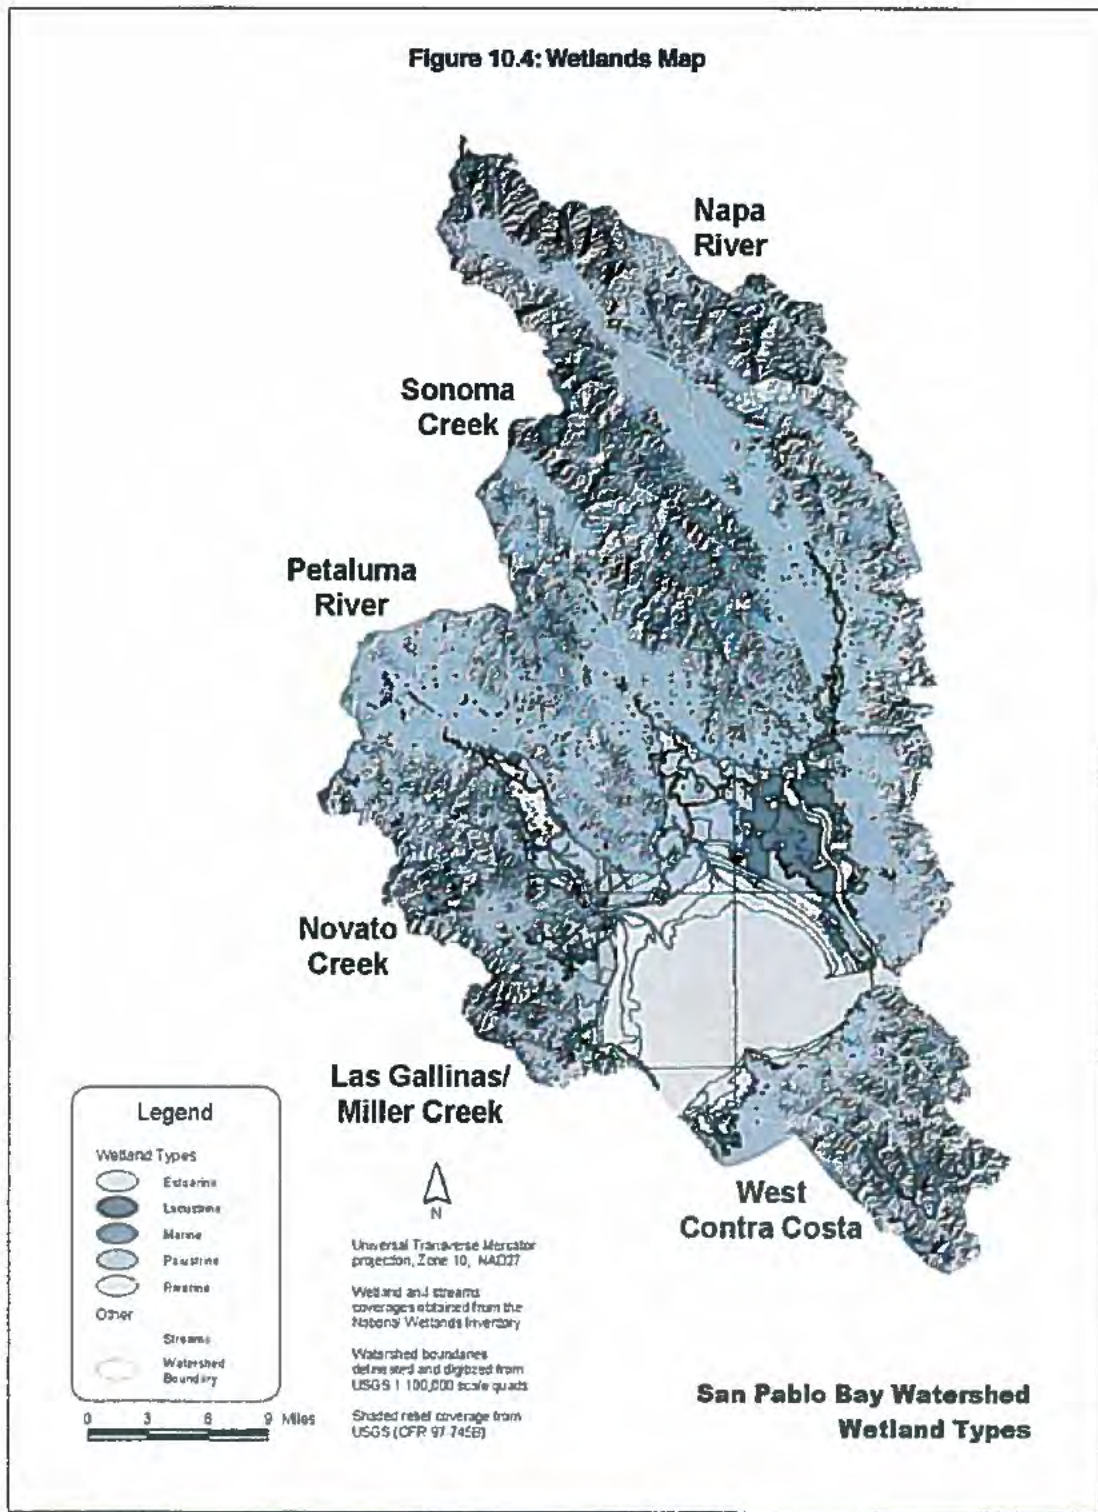 Figure 10.4: Wetlands Map
Napa
River
Sonoma
Creek
Petaluma
River
Novato
Creek
Las Gallinas/
Miller Creek
West
Contra Costa
Legend
Wetland Types
Estuarine
Lacustrine
Marine
Palustrine
Riverine
Other
Streams
Watershed
Boundary
0 3 6 9 Miles
N
Universal Transverse Mercator
projection, Zone 10, NAD27
Wetland and streams
coverages obtained from the
National Wetlands Inventory
Watershed boundaries
delineated and digitized from
USGS 1:100,000 scale quads
Shaded relief coverage from
USGS (OFR 97-745B)
San Pablo Bay Watershed
Wetland Types